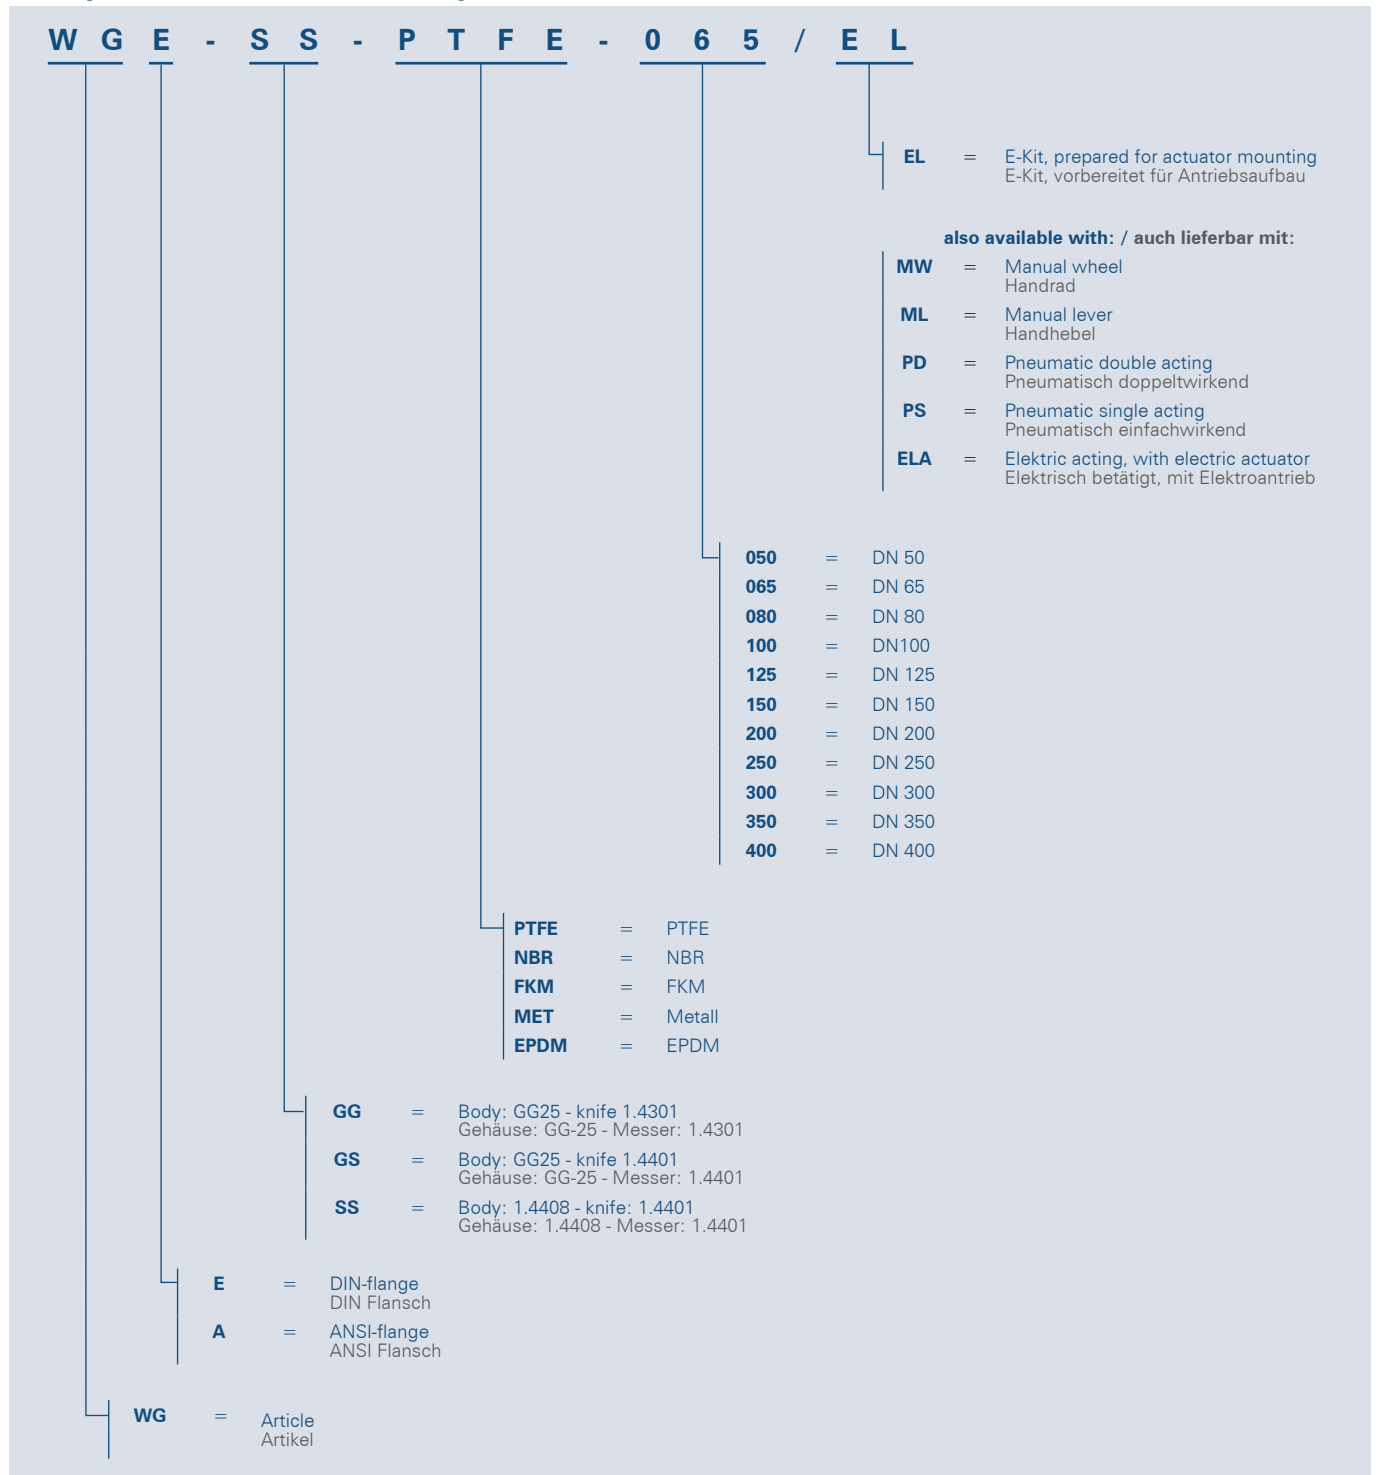 WGE - SS - PTFE - 065 / EL
EL = E-Kit, prepared for actuator mounting
E-Kit, vorbereitet für Antriebsaufbau
also available with: / auch lieferbar mit:
MW = Manual wheel
Handrad
ML = Manual lever
Handhebel
PD = Pneumatic double acting
Pneumatisch doppeltwirkend
PS = Pneumatic single acting
Pneumatisch einfachwirkend
ELA = Elektric acting, with electric actuator
Elektrisch betätigt, mit Elektroantrieb
050 = DN 50
065 = DN 65
080 = DN 80
100 = DN100
125 = DN 125
150 = DN 150
200 = DN 200
250 = DN 250
300 = DN 300
350 = DN 350
400 = DN 400
PTFE = PTFE
NBR = NBR
FKM = FKM
MET = Metall
EPDM = EPDM
GG = Body: GG25 - knife 1.4301
Gehäuse: GG-25 - Messer: 1.4301
GS = Body: GG25 - knife 1.4401
Gehäuse: GG-25 - Messer: 1.4401
SS = Body: 1.4408 - knife: 1.4401
Gehäuse: 1.4408 - Messer: 1.4401
E = DIN-flange
DIN Flansch
A = ANSI-flange
ANSI Flansch
WG = Article
Artikel